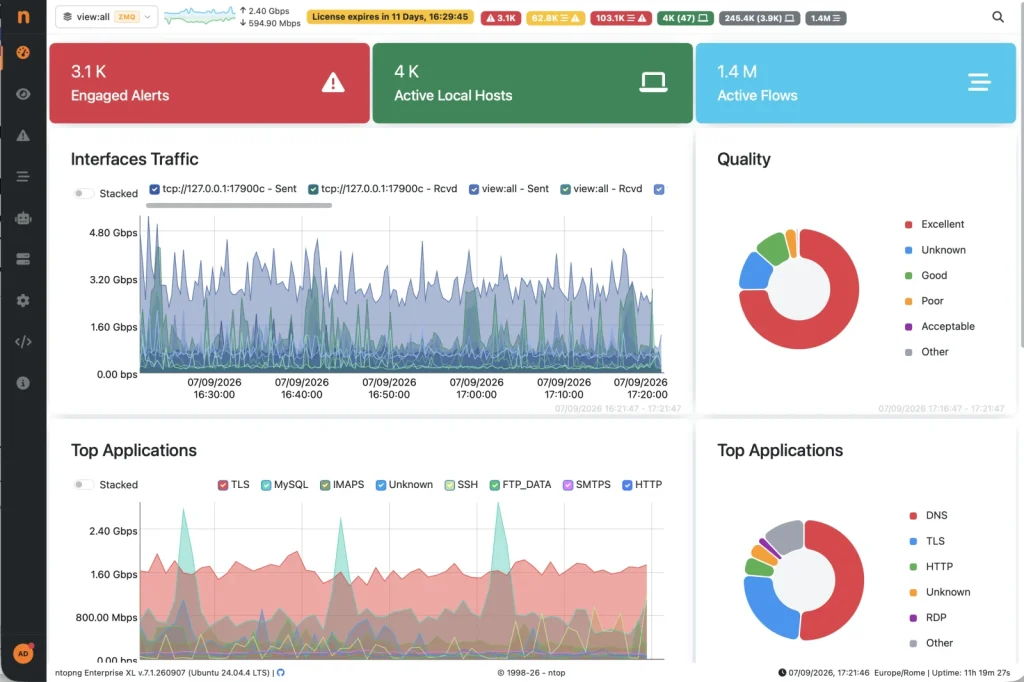 n
view:all ZMQ
2.40 Gbps
594.90 Mbps
License expires in 11 Days, 16:29:45
3.1K
62.8K
103.1K
4K (47)
245.4K (3.9K)
1.4M
3.1 K
Engaged Alerts
4 K
Active Local Hosts
1.4 M
Active Flows
Interfaces Traffic
Stacked
tcp://127.0.0.1:17900c - Sent
tcp://127.0.0.1:17900c - Rcvd
view:all - Sent
view:all - Rcvd
4.80 Gbps
3.20 Gbps
1.60 Gbps
0.00 bps
07/09/2026 07/09/2026 07/09/2026 07/09/2026 07/09/2026 07/09/2026
16:30:00 16:40:00 16:50:00 17:00:00 17:10:00 17:20:00
07/09/2026 16:21:47 - 17:21:47
Quality
Excellent
Unknown
Good
Poor
Acceptable
Other
07/09/2026 17:16:47 - 17:21:47
Top Applications
Stacked
TLS
MySQL
IMAPS
Unknown
SSH
FTP_DATA
SMTPS
HTTP
2.40 Gbps
1.60 Gbps
800.00 Mbps
0.00 bps
Top Applications
DNS
TLS
HTTP
Unknown
RDP
Other
AD
ntopng Enterprise XL v.7.1.260907 (Ubuntu 24.04.4 LTS) |
© 1998-26 - ntop
07/09/2026, 17:21:46 Europe/Rome | Uptime: 11h 19m 27s